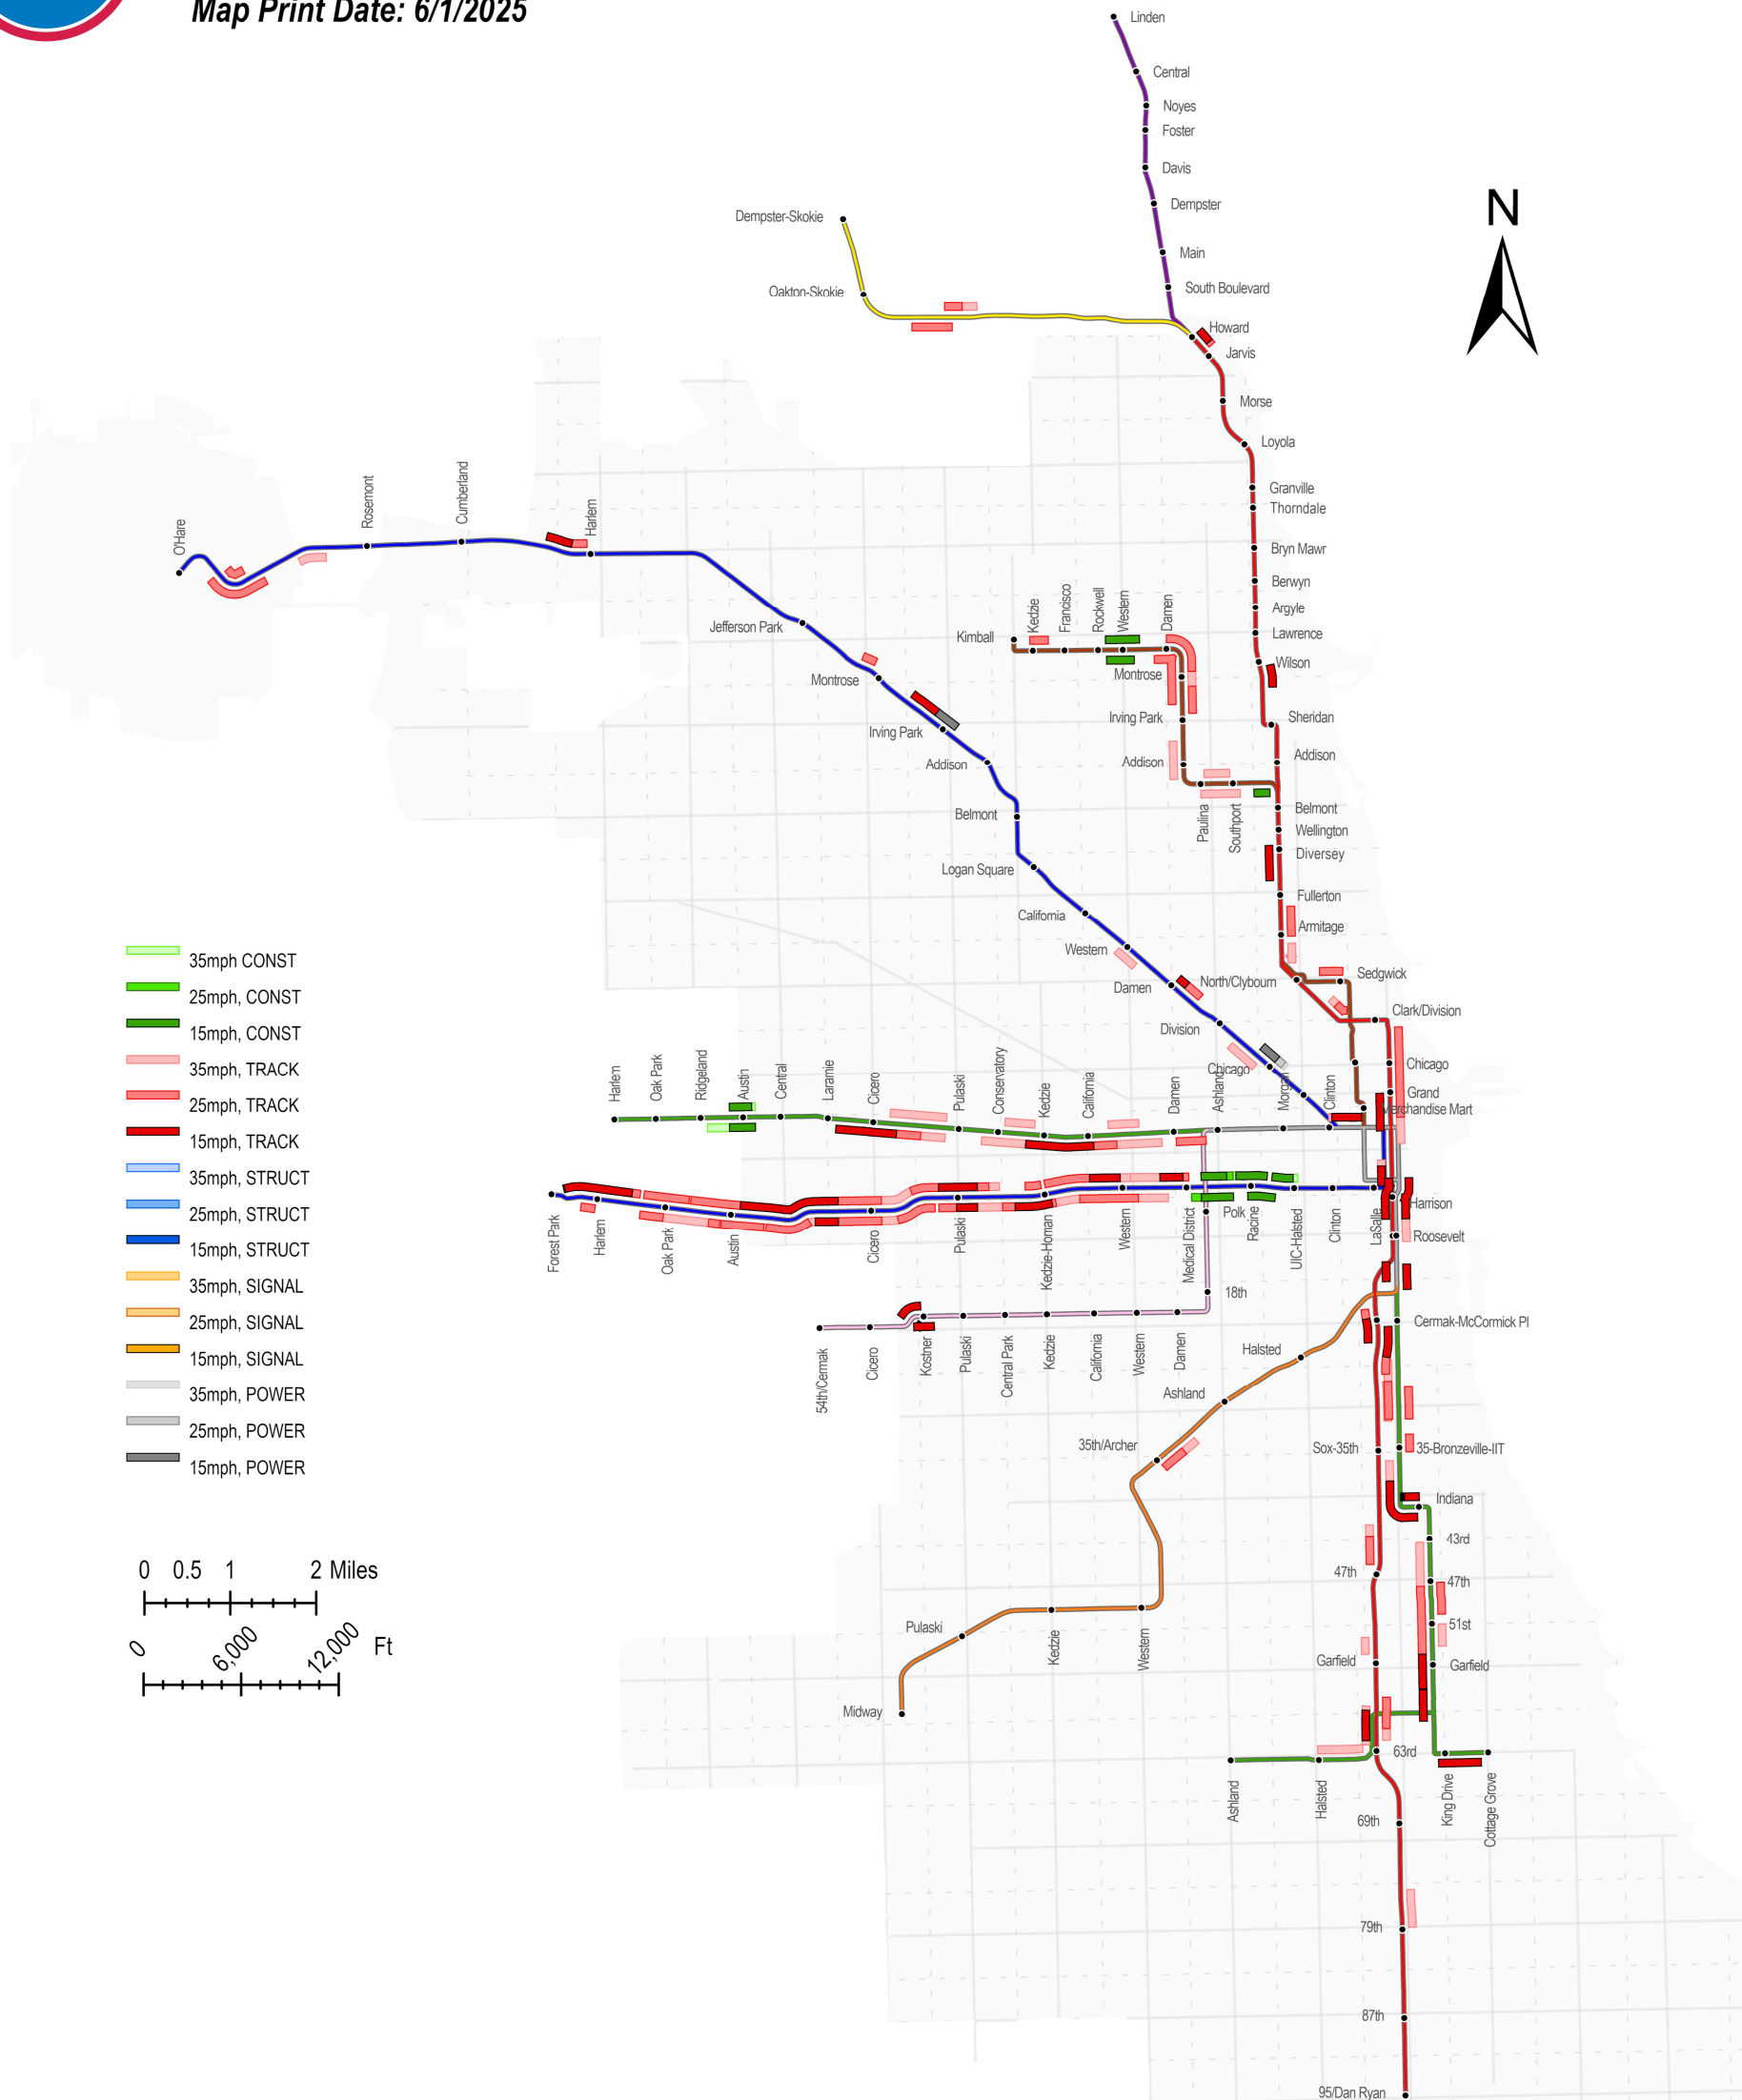 Map Print Date: 6/1/2025
Linden
Central
Noyes
Foster
Davis
Dempster
Main
South Boulevard
Dempster-Skokie
Oakton-Skokie
N
Howard
Jarvis
Morse
Loyola
Granville
Thorndale
Bryn Mawr
Berwyn
Argyle
Lawrence
Wilson
Sheridan
Addison
Belmont
Wellington
Diversey
Fullerton
Armitage
Sedgwick
North/Clybourn
Clark/Division
Chicago
Grand
Merchandise Mart
O'Hare
Rosemont
Cumberland
Harlem
Jefferson Park
Montrose
Irving Park
Addison
Belmont
Logan Square
California
Western
Damen
Division
Chicago
Kimball
Kedzie
Francisco
Rockwell
Western
Damen
Montrose
Irving Park
Addison
Paulina
Southport
Harlem
Oak Park
Ridgeland
Austin
Central
Laramie
Cicero
Pulaski
Conservatory
Kedzie
California
Damen
Ashland
Morgan
Clinton
Forest Park
Harlem
Oak Park
Austin
Cicero
Pulaski
Kedzie-Homan
Western
Medical District
Polk
Racine
UIC-Halsted
Clinton
LaSalle
Harrison
Roosevelt
18th
54th/Cermak
Cicero
Kostner
Pulaski
Central Park
Kedzie
California
Western
Damen
Cermak-McCormick Pl
Halsted
Ashland
35th/Archer
Sox-35th
35-Bronzeville-IIT
Indiana
43rd
47th
47th
51st
Garfield
Garfield
Pulaski
Kedzie
Western
Midway
63rd
Ashland
Halsted
King Drive
Cottage Grove
69th
79th
87th
95/Dan Ryan
35mph CONST
25mph, CONST
15mph, CONST
35mph, TRACK
25mph, TRACK
15mph, TRACK
35mph, STRUCT
25mph, STRUCT
15mph, STRUCT
35mph, SIGNAL
25mph, SIGNAL
15mph, SIGNAL
35mph, POWER
25mph, POWER
15mph, POWER
0 0.5 1 2 Miles
0 6,000 12,000 Ft